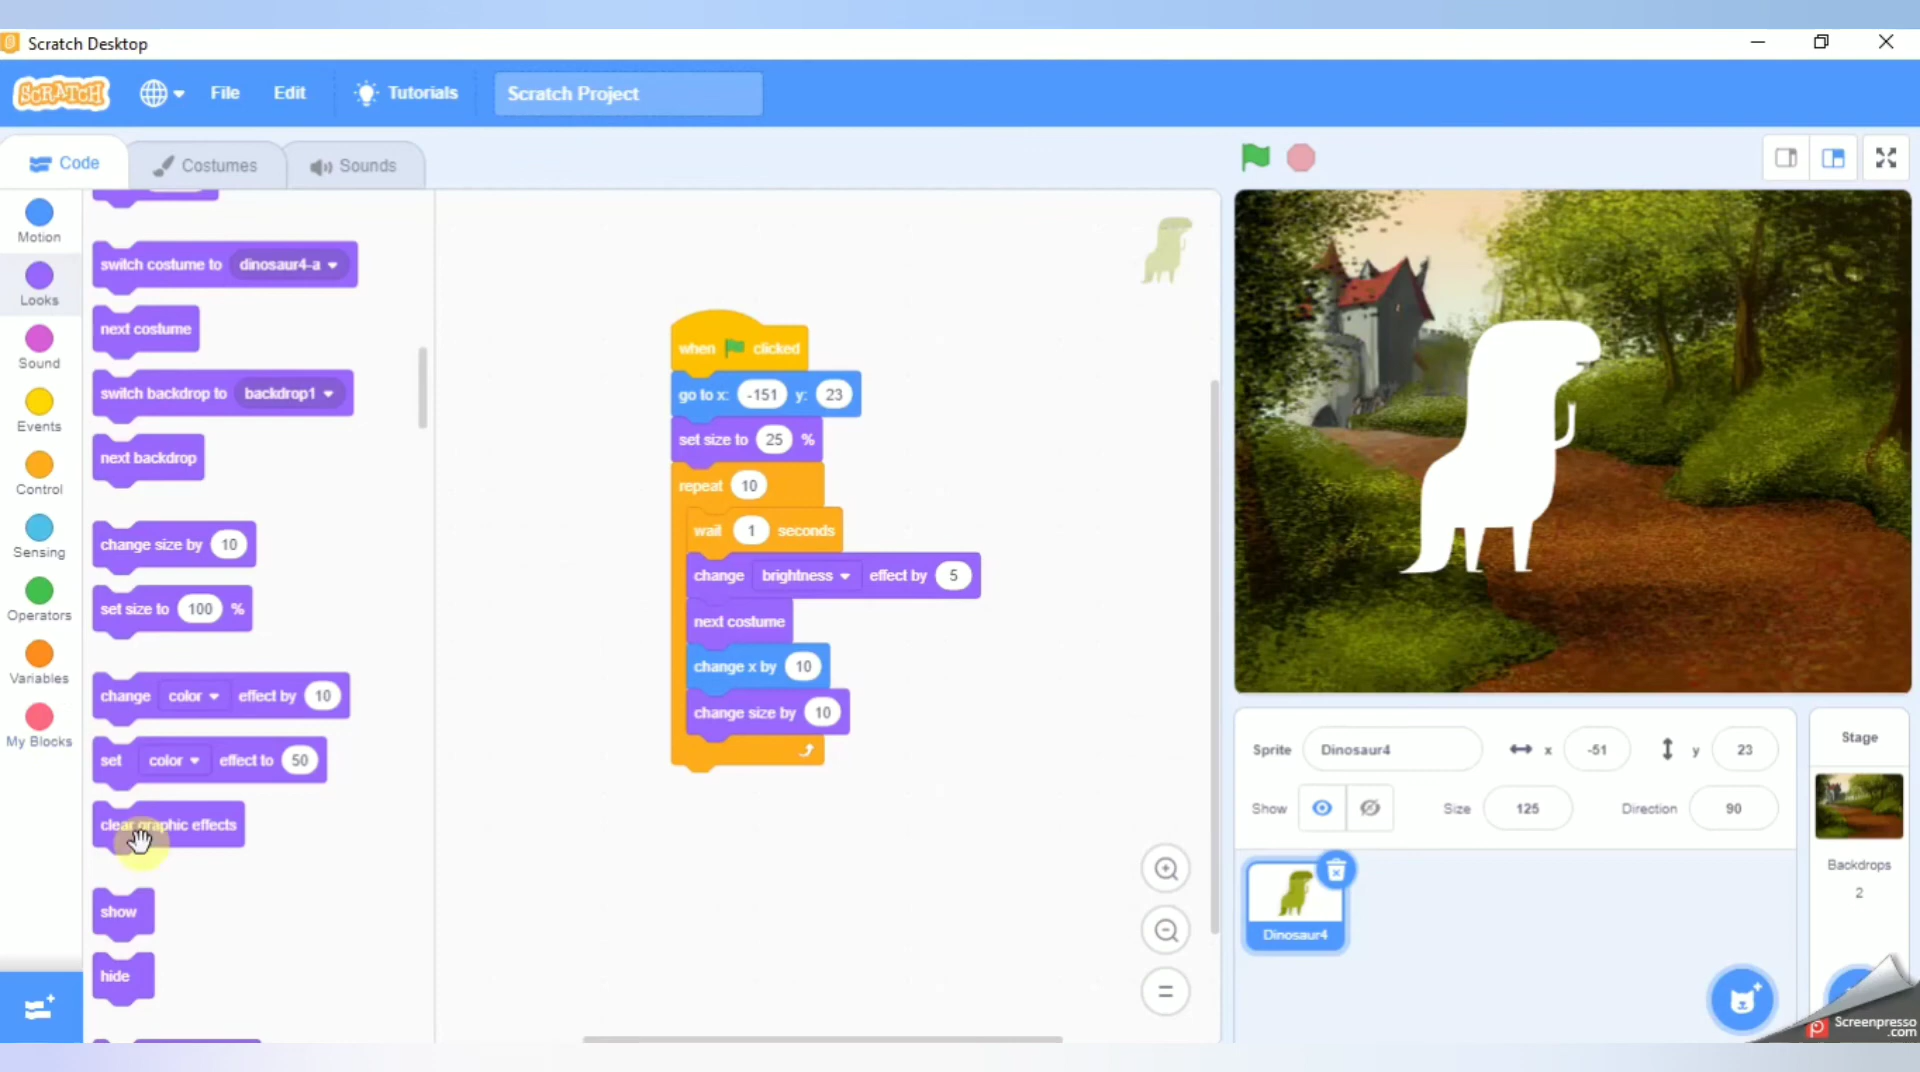 Scratch Desktop
SCRATCH
File
Edit
Tutorials
Scratch Project
Code
Costumes
Sounds
Motion
Looks
Sound
Events
Control
Sensing
Operators
Variables
My Blocks
switch costume to dinosaur4-a
next costume
switch backdrop to backdrop1
next backdrop
change size by 10
set size to 100 %
change color effect by 10
set color effect to 50
clear graphic effects
show
hide
when clicked
go to x: -151 y: 23
set size to 25 %
repeat 10
wait 1 seconds
change brightness effect by 5
next costume
change x by 10
change size by 10
Sprite Dinosaur4 x -51 y 23
Show Size 125 Direction 90
Dinosaur4
Stage
Backdrops
2
Screenpresso
.com